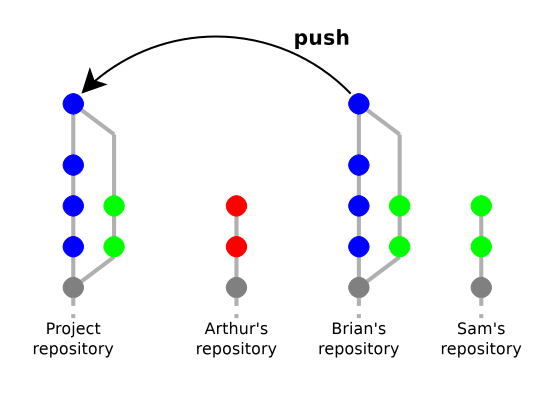 push
Project
repository
Arthur's
repository
Brian's
repository
Sam's
repository